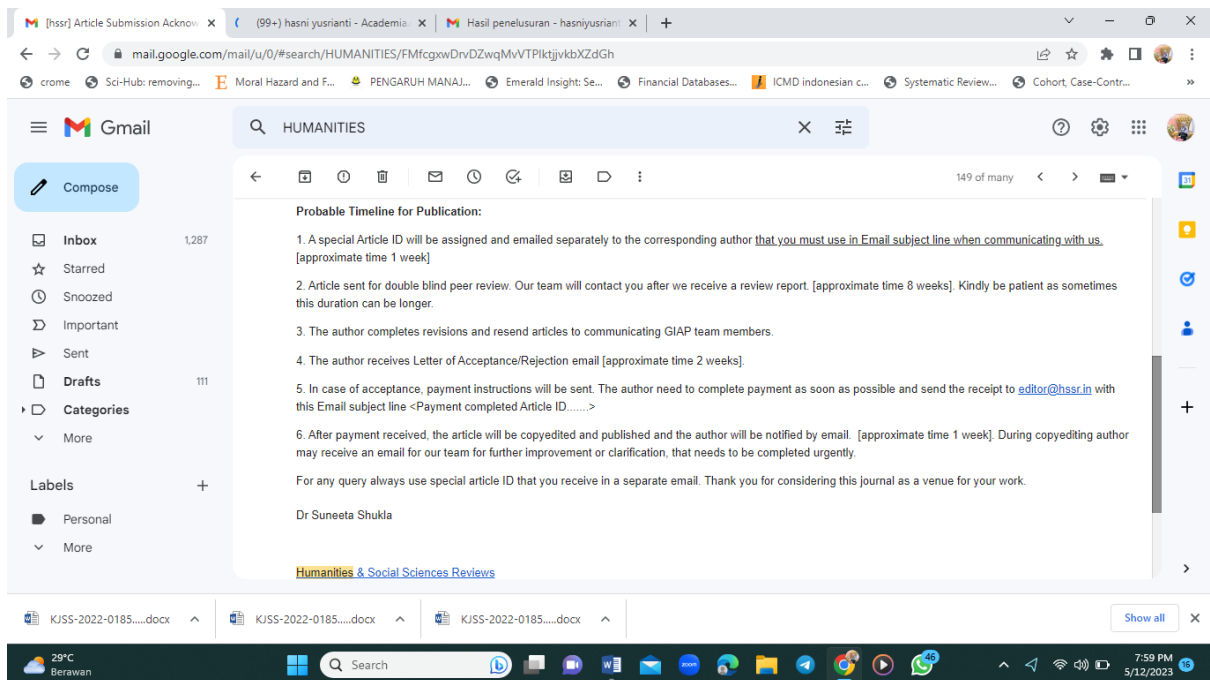 [hssr] Article Submission Acknow
(99+) hasni yusrianti - Academia
Hasil penelusuran - hasniyusriant
mail.google.com/mail/u/0/#search/HUMANITIES/FMfcgxwDrvDZwqMvVTPlktjjvkbXZdGh
crome
Sci-Hub: removing...
Moral Hazard and F...
PENGARUH MANAJ...
Emerald Insight: Se...
Financial Databases...
ICMD indonesian c...
Systematic Review...
Cohort, Case-Contr...
Gmail
HUMANITIES
Compose
149 of many
31
Inbox 1,287
Starred
Snoozed
Important
Sent
Drafts 111
Categories
More
Labels
Personal
More
Probable Timeline for Publication:
1. A special Article ID will be assigned and emailed separately to the corresponding author that you must use in Email subject line when communicating with us.
[approximate time 1 week]
2. Article sent for double blind peer review. Our team will contact you after we receive a review report. [approximate time 8 weeks]. Kindly be patient as sometimes
this duration can be longer.
3. The author completes revisions and resend articles to communicating GIAP team members.
4. The author receives Letter of Acceptance/Rejection email [approximate time 2 weeks].
5. In case of acceptance, payment instructions will be sent. The author need to complete payment as soon as possible and send the receipt to editor@hssr.in with
this Email subject line <Payment completed Article ID.......>
6. After payment received, the article will be copyedited and published and the author will be notified by email. [approximate time 1 week]. During copyediting author
may receive an email for our team for further improvement or clarification, that needs to be completed urgently.
For any query always use special article ID that you receive in a separate email. Thank you for considering this journal as a venue for your work.
Dr Suneeta Shukla
Humanities & Social Sciences Reviews
KJSS-2022-0185.....docx
KJSS-2022-0185.....docx
KJSS-2022-0185.....docx
Show all
29°C
Berawan
Search
zoom
46
7:59 PM
5/12/2023
16